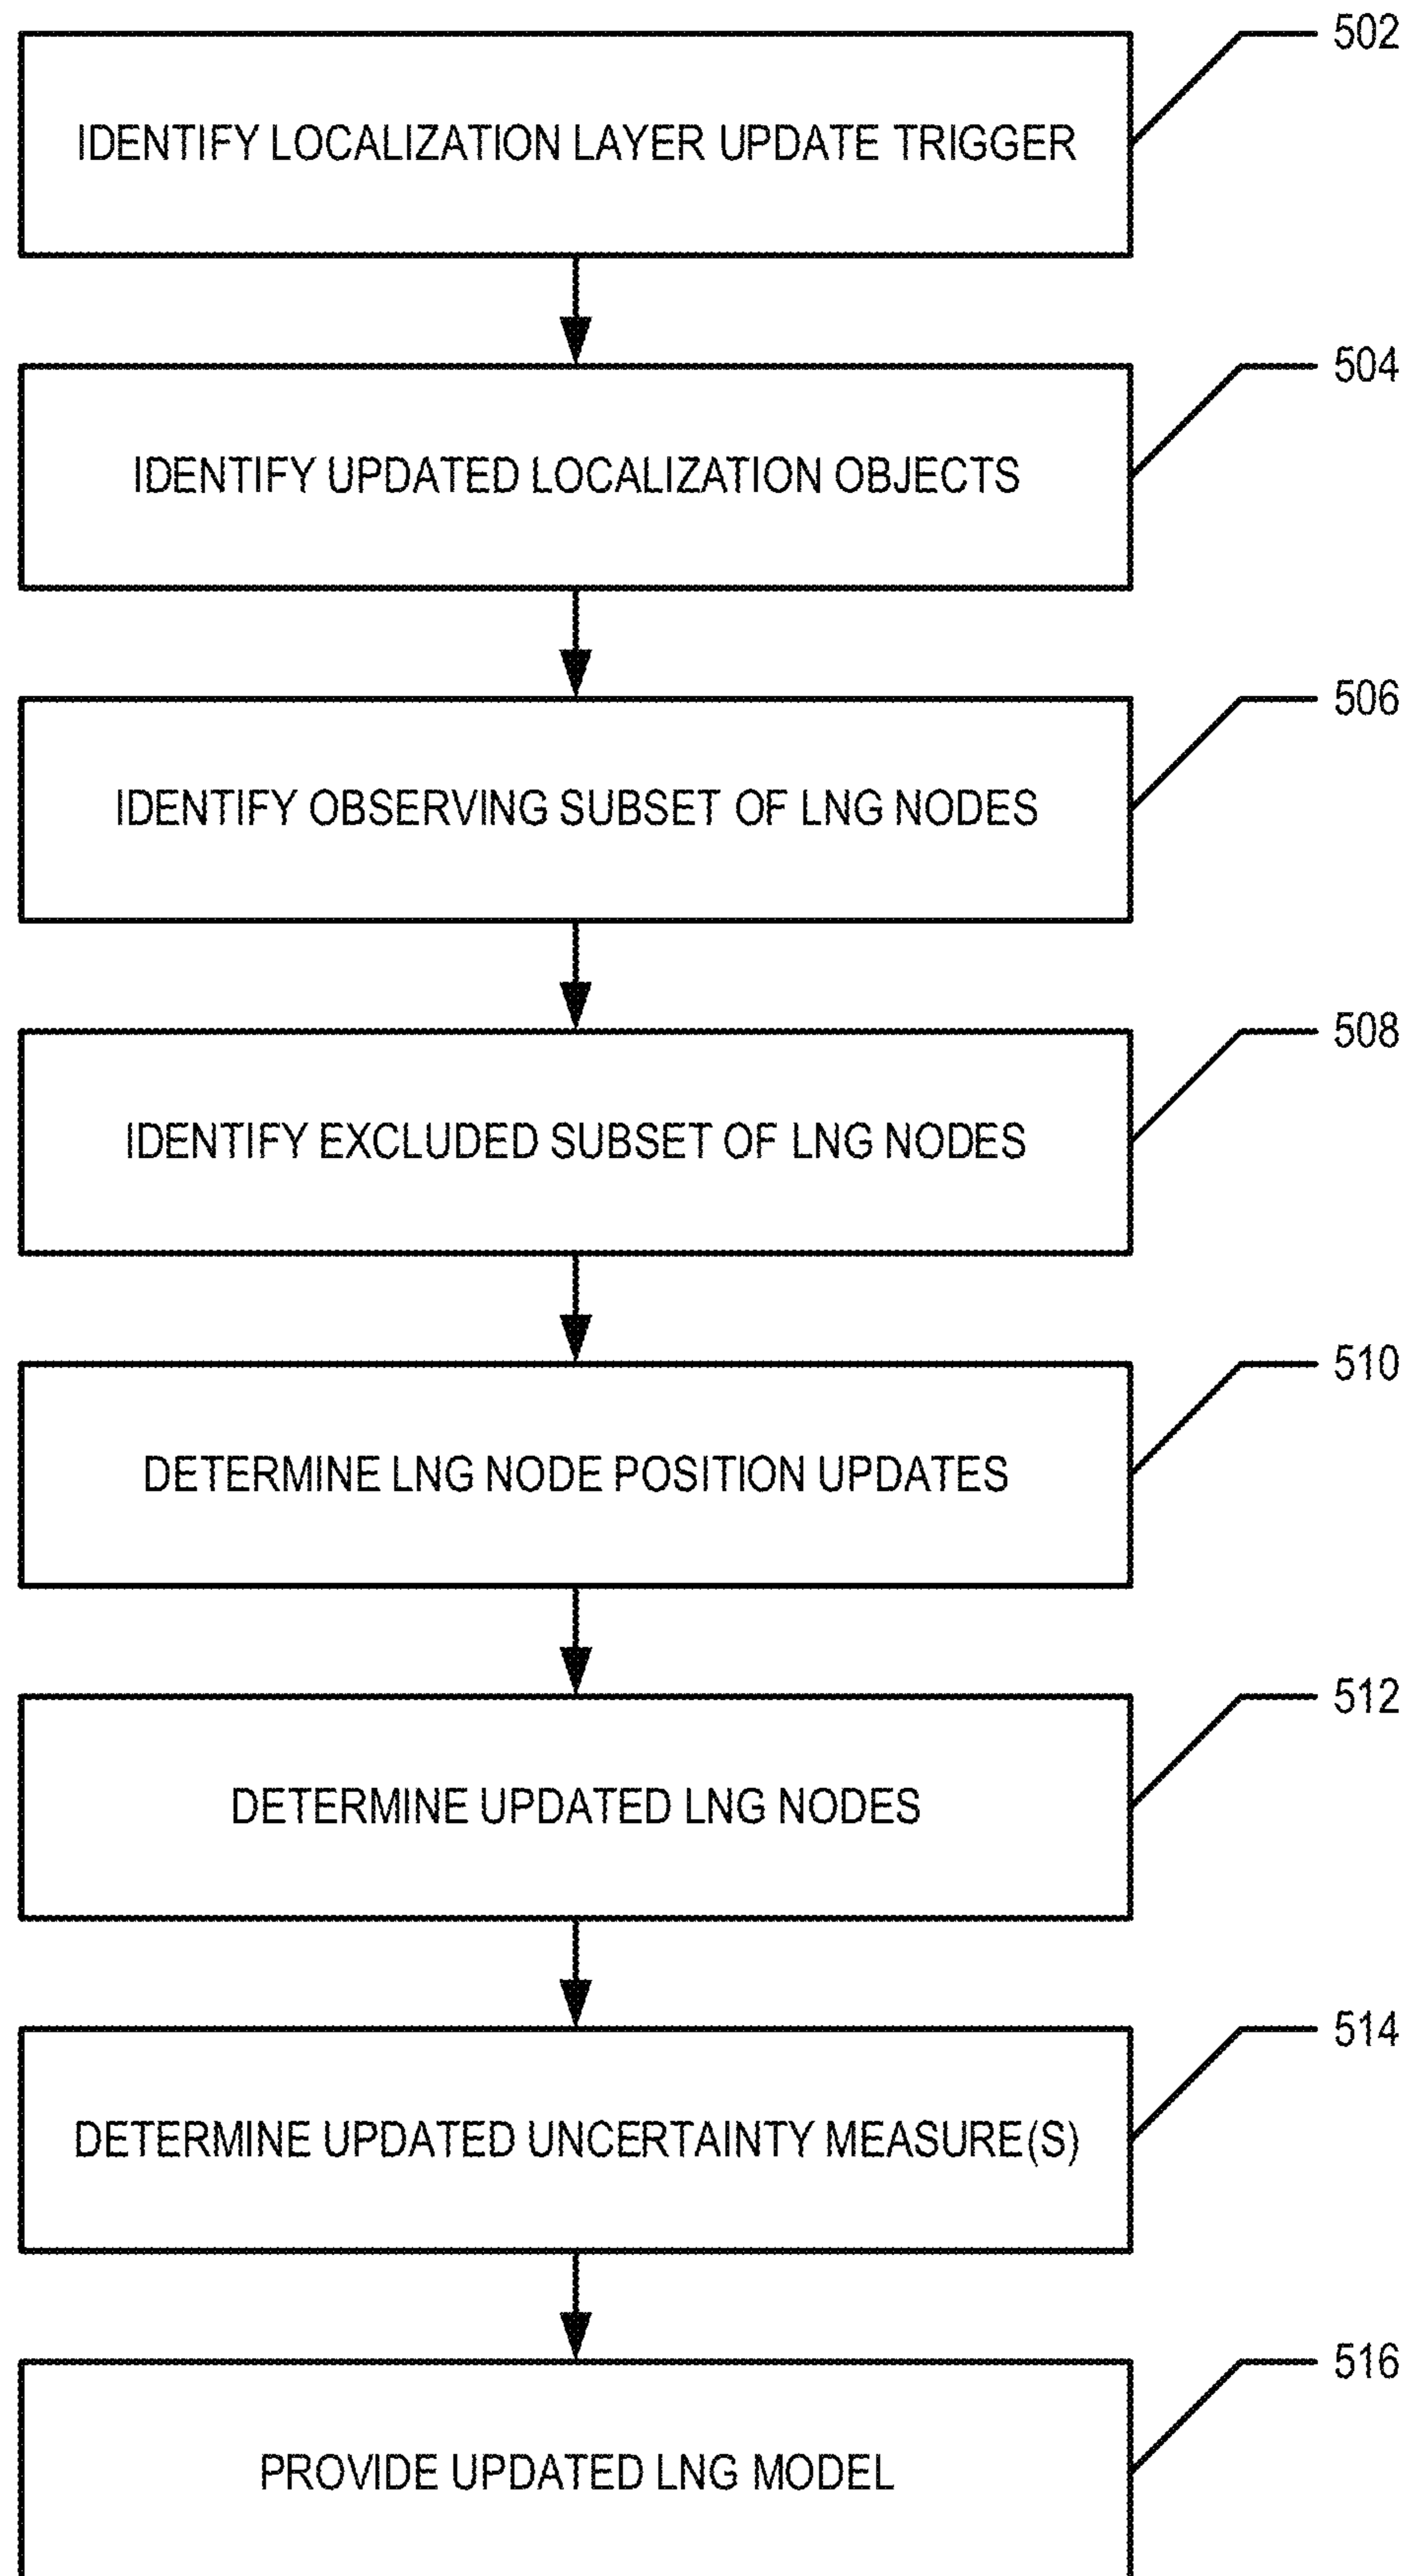 502
IDENTIFY LOCALIZATION LAYER UPDATE TRIGGER
504
IDENTIFY UPDATED LOCALIZATION OBJECTS
506
IDENTIFY OBSERVING SUBSET OF LNG NODES
508
IDENTIFY EXCLUDED SUBSET OF LNG NODES
510
DETERMINE LNG NODE POSITION UPDATES
512
DETERMINE UPDATED LNG NODES
514
DETERMINE UPDATED UNCERTAINTY MEASURE(S)
516
PROVIDE UPDATED LNG MODEL